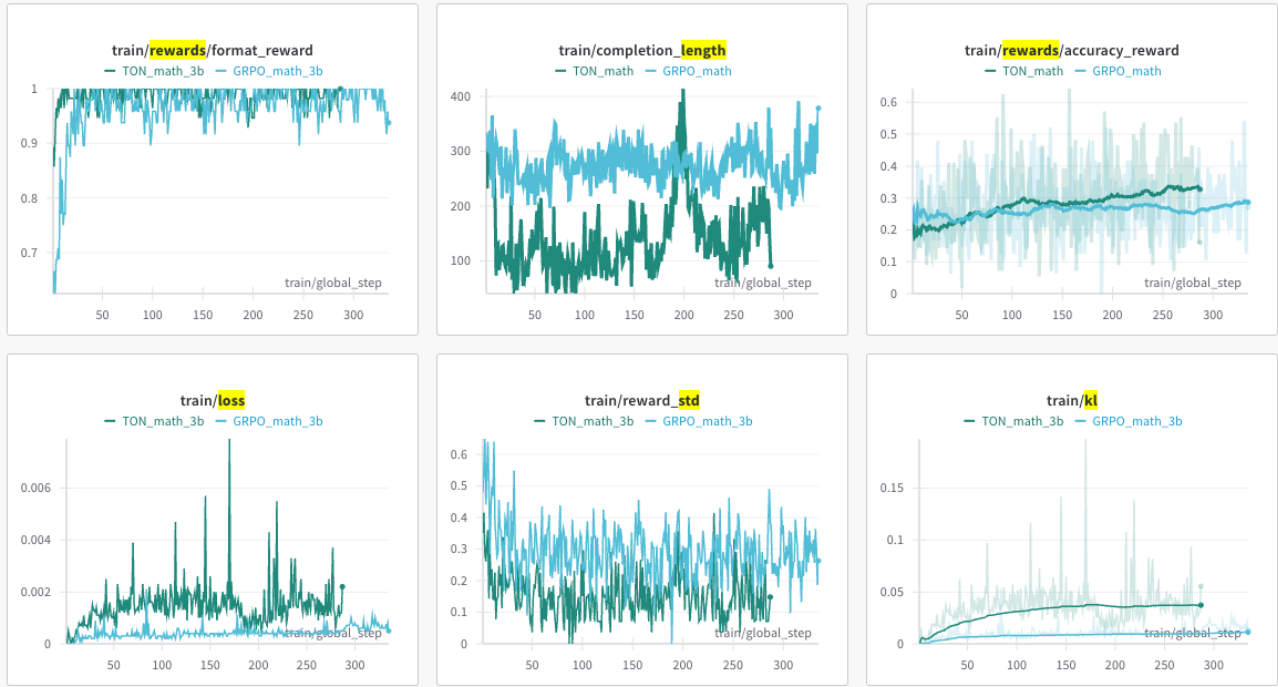 train/rewards/format_reward
TON_math_3b GRPO_math_3b
1
0.9
0.8
0.7
train/global_step
50 100 150 200 250 300
train/completion_length
TON_math GRPO_math
400
300
200
100
train/global_step
50 100 150 200 250 300
train/rewards/accuracy_reward
TON_math GRPO_math
0.6
0.5
0.4
0.3
0.2
0.1
0
train/global_step
50 100 150 200 250 300
train/loss
TON_math_3b GRPO_math_3b
0.006
0.004
0.002
0
train/global_step
50 100 150 200 250 300
train/reward_std
TON_math_3b GRPO_math_3b
0.6
0.5
0.4
0.3
0.2
0.1
0
train/global_step
50 100 150 200 250 300
train/kl
TON_math_3b GRPO_math_3b
0.15
0.1
0.05
0
train/global_step
50 100 150 200 250 300